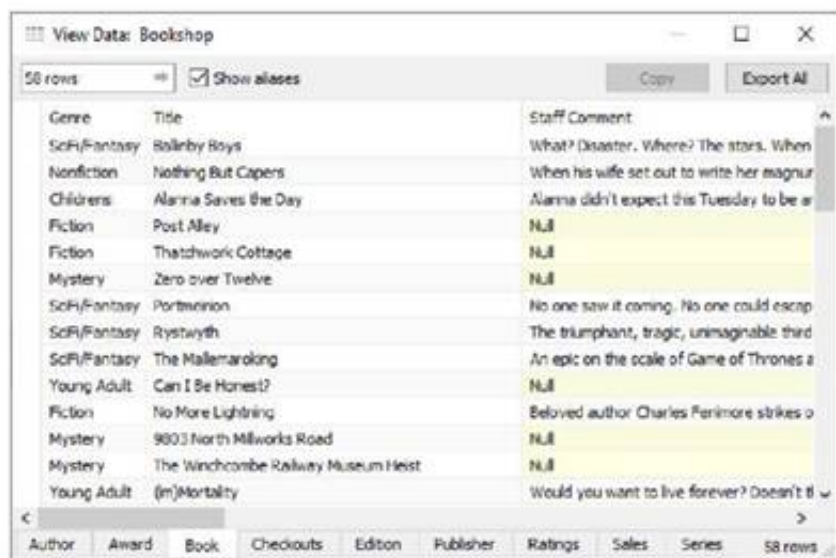 View Data: Bookshop
58 rows Show aliases Copy Export All
Genre Title Staff Comment
SciFi/Fantasy Balinby Boys What? Disaster. Where? The stars. When
Nonfiction Nothing But Capers When his wife set out to write her magnur
Childrens Alanna Saves the Day Alanna didn't expect this Tuesday to be ar
Fiction Post Alley Null
Fiction Thatchwork Cottage Null
Mystery Zero over Twelve Null
SciFi/Fantasy Portmeirion No one saw it coming. No one could escap
SciFi/Fantasy Rystwyth The triumphant, tragic, unimaginable third
SciFi/Fantasy The Mallemaroking An epic on the scale of Game of Thrones a
Young Adult Can I Be Honest? Null
Fiction No More Lightning Beloved author Charles Fenimore strikes o
Mystery 9803 North Millworks Road Null
Mystery The Winchcombe Railway Museum Heist Null
Young Adult (im)Mortality Would you want to live forever? Doesn't tl
Author Award Book Checkouts Edition Publisher Ratings Sales Series 58 rows